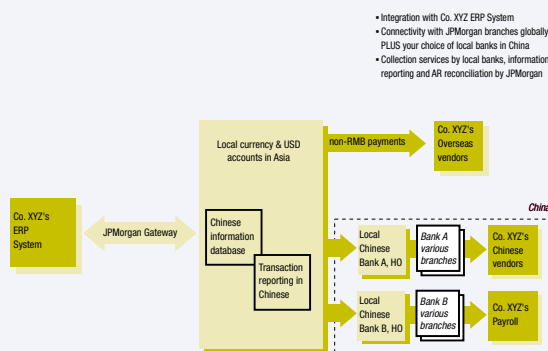 ▪ Integration with Co. XYZ ERP System
▪ Connectivity with JPMorgan branches globally
PLUS your choice of local banks in China
▪ Collection services by local banks, information
reporting and AR reconciliation by JPMorgan
Local currency & USD
accounts in Asia
non-RMB payments
Co. XYZ's
Overseas
vendors
China
Co. XYZ's
ERP
System
JPMorgan Gateway
Chinese
information
database
Transaction
reporting in
Chinese
Local
Chinese
Bank A, HO
Bank A
various
branches
Co. XYZ's
Chinese
vendors
Local
Chinese
Bank B, HO
Bank B
various
branches
Co. XYZ's
Payroll